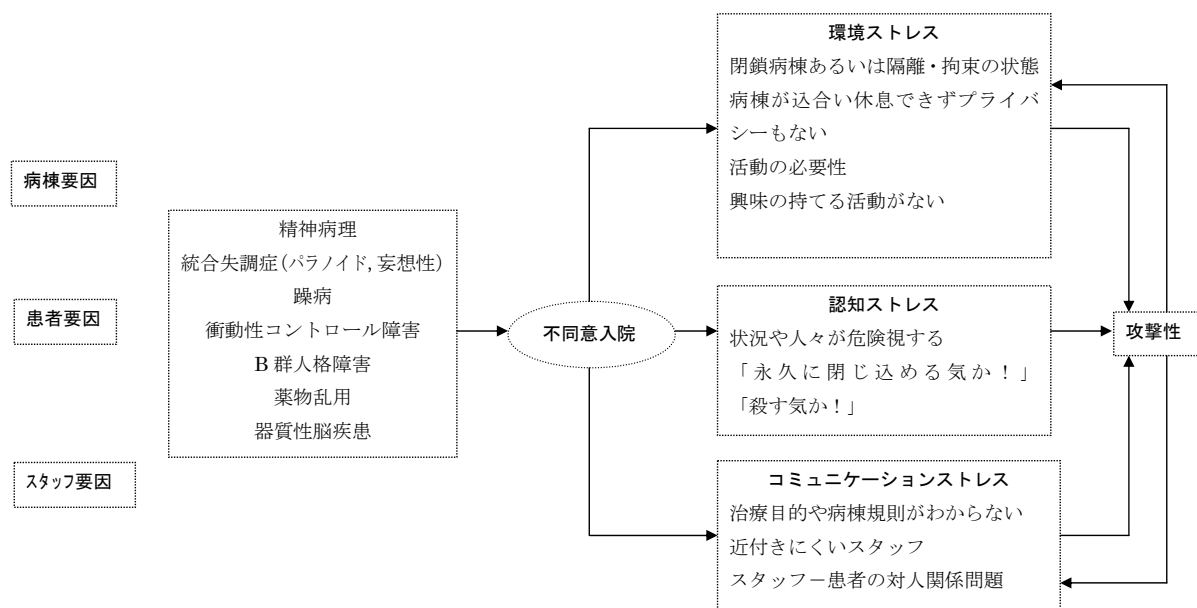 病棟要因
患者要因
スタッフ要因
精神病理
統合失調症(パラノイド,妄想性)
躁病
衝動性コントロール障害
B 群人格障害
薬物乱用
器質性脳疾患
不同意入院
環境ストレス
閉鎖病棟あるいは隔離・拘束の状態
病棟が込合い休息できずプライバ
シーもない
活動の必要性
興味の持てる活動がない
認知ストレス
状況や人々が危険視する
「永久に閉じ込める気か！」
「殺す気か！」
コミュニケーションストレス
治療目的や病棟規則がわからない
近付きにくいスタッフ
スタッフ－患者の対人関係問題
攻撃性